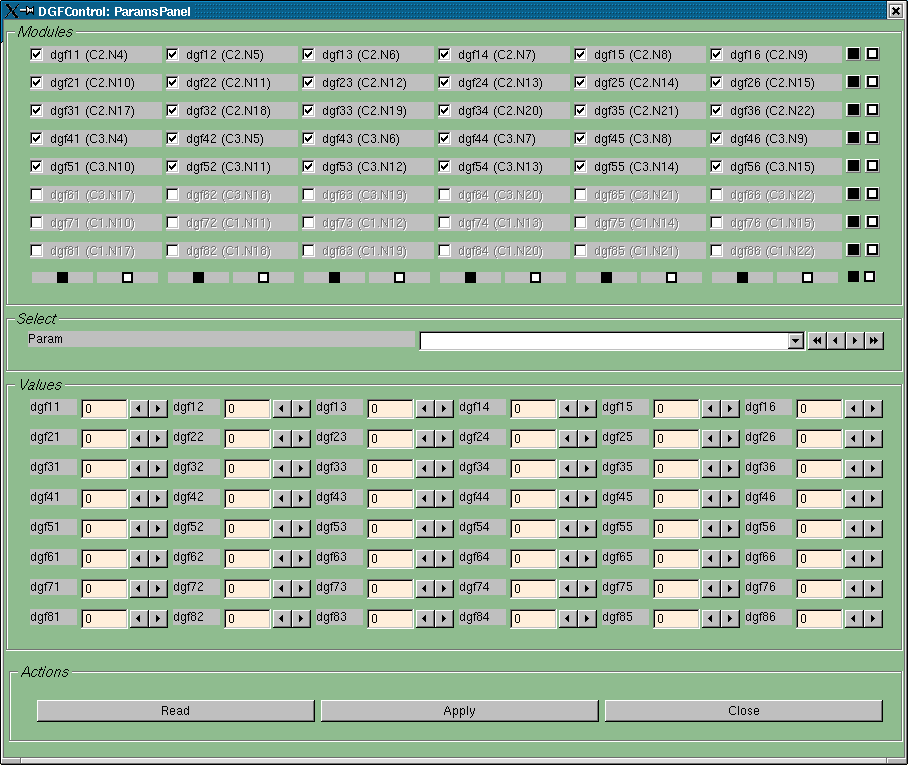 DGFControl: ParamsPanel
Modules
dgf11 (C2.N4) dgf12 (C2.N5) dgf13 (C2.N6) dgf14 (C2.N7) dgf15 (C2.N8) dgf16 (C2.N9)
dgf21 (C2.N10) dgf22 (C2.N11) dgf23 (C2.N12) dgf24 (C2.N13) dgf25 (C2.N14) dgf26 (C2.N15)
dgf31 (C2.N17) dgf32 (C2.N18) dgf33 (C2.N19) dgf34 (C2.N20) dgf35 (C2.N21) dgf36 (C2.N22)
dgf41 (C3.N4) dgf42 (C3.N5) dgf43 (C3.N6) dgf44 (C3.N7) dgf45 (C3.N8) dgf46 (C3.N9)
dgf51 (C3.N10) dgf52 (C3.N11) dgf53 (C3.N12) dgf54 (C3.N13) dgf55 (C3.N14) dgf56 (C3.N15)
dgf61 (C3.N17) dgf62 (C3.N18) dgf63 (C3.N19) dgf64 (C3.N20) dgf65 (C3.N21) dgf66 (C3.N22)
dgf71 (C1.N10) dgf72 (C1.N11) dgf73 (C1.N12) dgf74 (C1.N13) dgf75 (C1.N14) dgf76 (C1.N15)
dgf81 (C1.N17) dgf82 (C1.N18) dgf83 (C1.N19) dgf84 (C1.N20) dgf85 (C1.N21) dgf86 (C1.N22)
Select
Param
Values
dgf11 0 dgf12 0 dgf13 0 dgf14 0 dgf15 0 dgf16 0
dgf21 0 dgf22 0 dgf23 0 dgf24 0 dgf25 0 dgf26 0
dgf31 0 dgf32 0 dgf33 0 dgf34 0 dgf35 0 dgf36 0
dgf41 0 dgf42 0 dgf43 0 dgf44 0 dgf45 0 dgf46 0
dgf51 0 dgf52 0 dgf53 0 dgf54 0 dgf55 0 dgf56 0
dgf61 0 dgf62 0 dgf63 0 dgf64 0 dgf65 0 dgf66 0
dgf71 0 dgf72 0 dgf73 0 dgf74 0 dgf75 0 dgf76 0
dgf81 0 dgf82 0 dgf83 0 dgf84 0 dgf85 0 dgf86 0
Actions
Read Apply Close